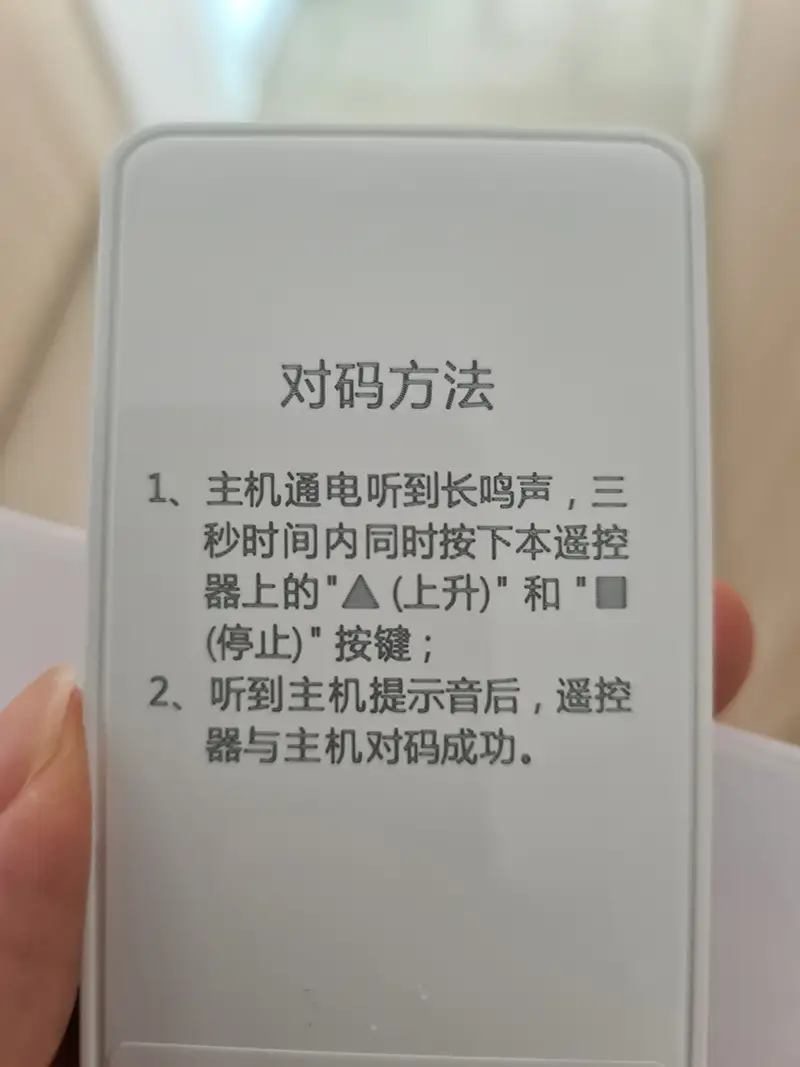 对码方法
1、主机通电听到长鸣声，三
秒时间内同时按下本遥控
器上的"▲(上升)"和"■
(停止)"按键；
2、听到主机提示音后，遥控
器与主机对码成功。